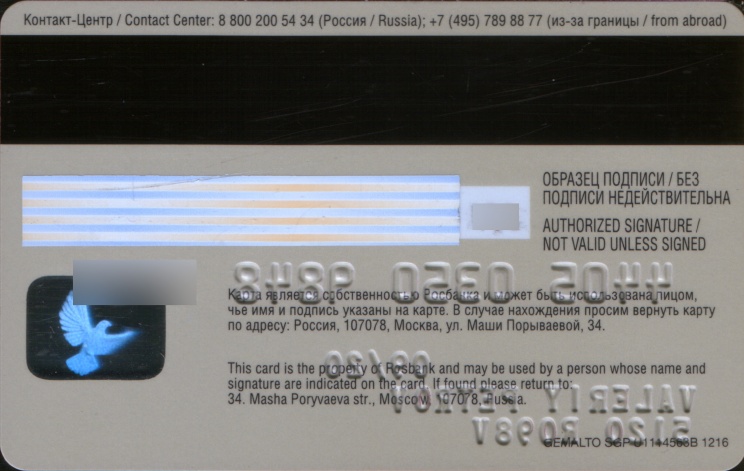 Контакт-Центр / Contact Center: 8 800 200 54 34 (Россия / Russia); +7 (495) 789 88 77 (из-за границы / from abroad)
ОБРАЗЕЦ ПОДПИСИ / БЕЗ
ПОДПИСИ НЕДЕЙСТВИТЕЛЬНА
AUTHORIZED SIGNATURE /
NOT VALID UNLESS SIGNED
Карта является собственностью Росбанка и может быть использована лицом,
чье имя и подпись указаны на карте. В случае нахождения просим вернуть карту
по адресу: Россия, 107078, Москва, ул. Маши Порываевой, 34.
This card is the property of Rosbank and may be used by a person whose name and
signature are indicated on the card. If found please return to:
34. Masha Poryvaeva str., Moscow, 107078, Russia.
GEMALTO 1216